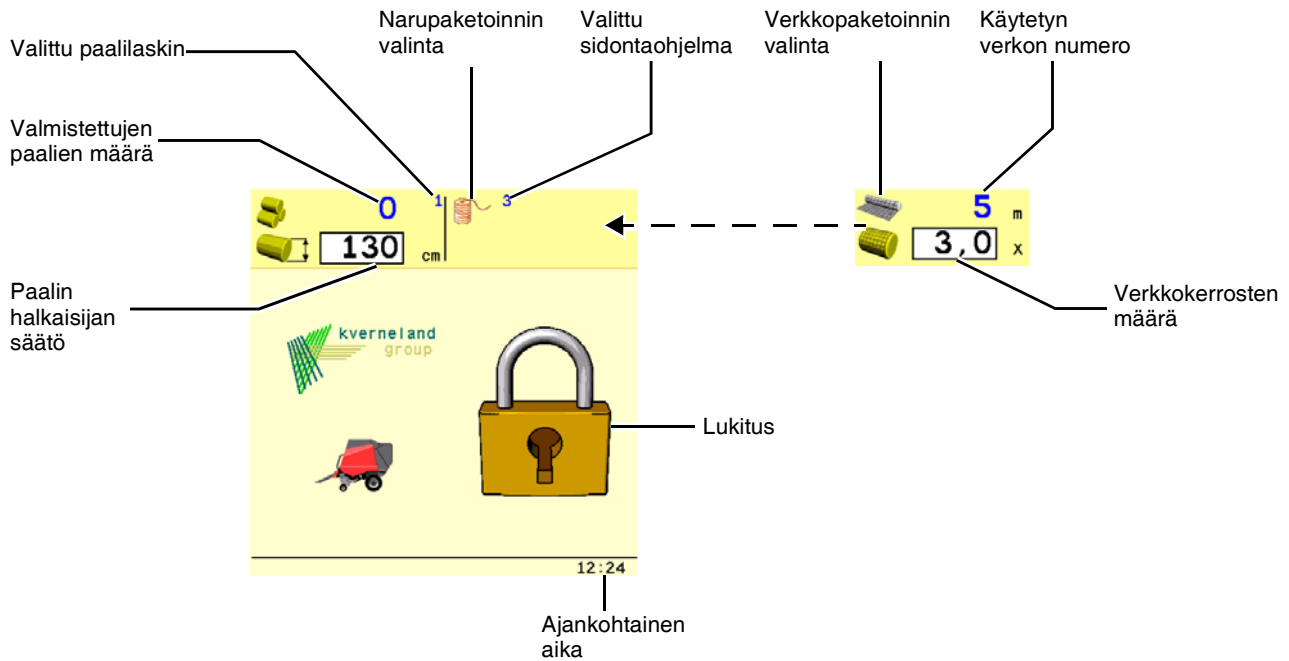 Narupaketoinnin
valinta
Valittu
sidontaohjelma
Verkkopaketoinnin
valinta
Käytetyn
verkon numero
Valittu paalilaskin
Valmistettujen
paalien määrä
0 1 3
130 cm
5 m
3,0 x
Paalin
halkaisijan
säätö
Verkkokerrosten
määrä
kverneland
group
Lukitus
12:24
Ajankohtainen
aika